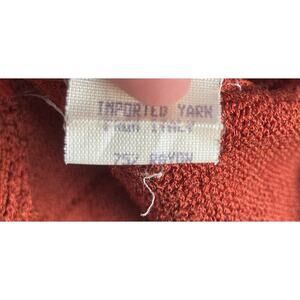 IMPORTED YARN
FROM ITALY
75% RAYON